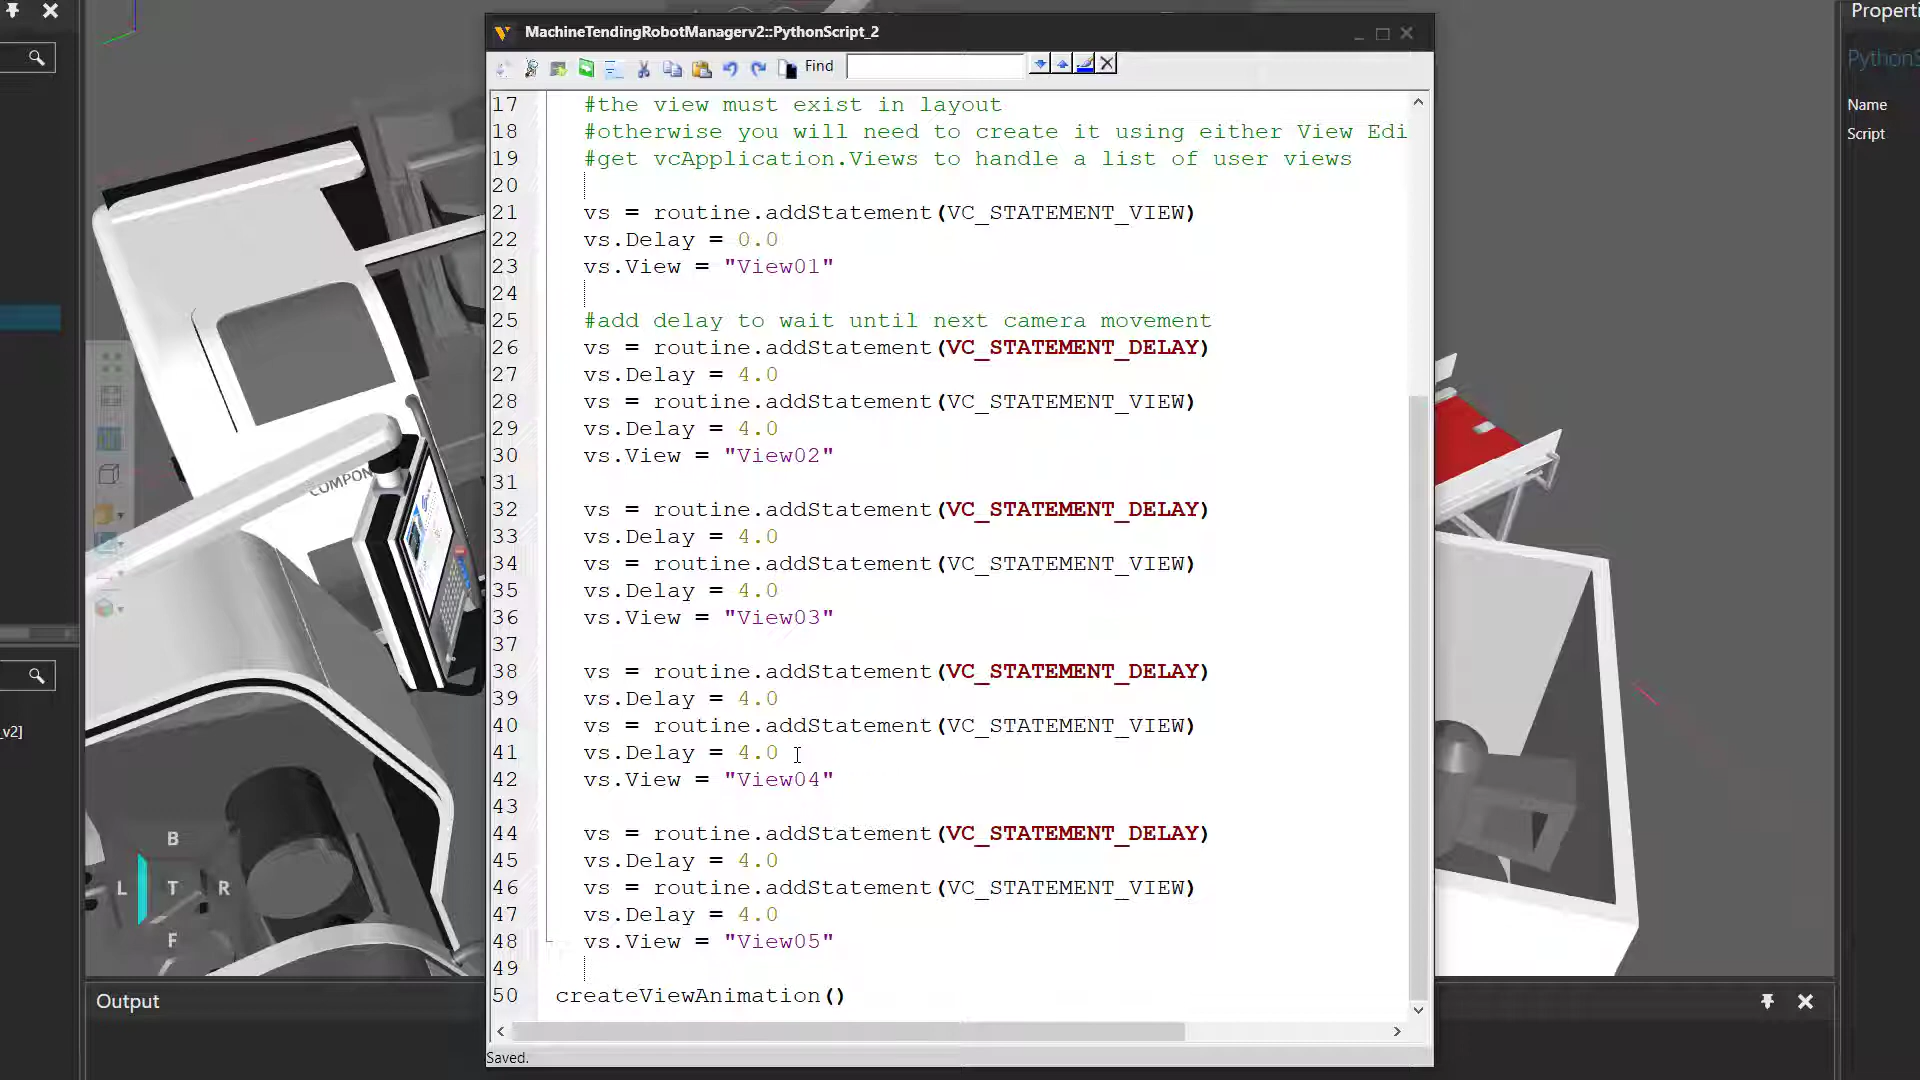 Properti
MachineTendingRobotManagerv2::PythonScript_2
Find
PythonS
Name
Script
17 #the view must exist in layout
18 #otherwise you will need to create it using either View Edi
19 #get vcApplication.Views to handle a list of user views
20
21 vs = routine.addStatement(VC_STATEMENT_VIEW)
22 vs.Delay = 0.0
23 vs.View = "View01"
24
25 #add delay to wait until next camera movement
26 vs = routine.addStatement(VC_STATEMENT_DELAY)
27 vs.Delay = 4.0
28 vs = routine.addStatement(VC_STATEMENT_VIEW)
29 vs.Delay = 4.0
30 vs.View = "View02"
31
32 vs = routine.addStatement(VC_STATEMENT_DELAY)
33 vs.Delay = 4.0
34 vs = routine.addStatement(VC_STATEMENT_VIEW)
35 vs.Delay = 4.0
36 vs.View = "View03"
37
38 vs = routine.addStatement(VC_STATEMENT_DELAY)
39 vs.Delay = 4.0
40 vs = routine.addStatement(VC_STATEMENT_VIEW)
41 vs.Delay = 4.0
42 vs.View = "View04"
43
44 vs = routine.addStatement(VC_STATEMENT_DELAY)
45 vs.Delay = 4.0
46 vs = routine.addStatement(VC_STATEMENT_VIEW)
47 vs.Delay = 4.0
48 vs.View = "View05"
49
50 createViewAnimation()
Saved.
COMPON
_v2]
B
L T R
F
Output